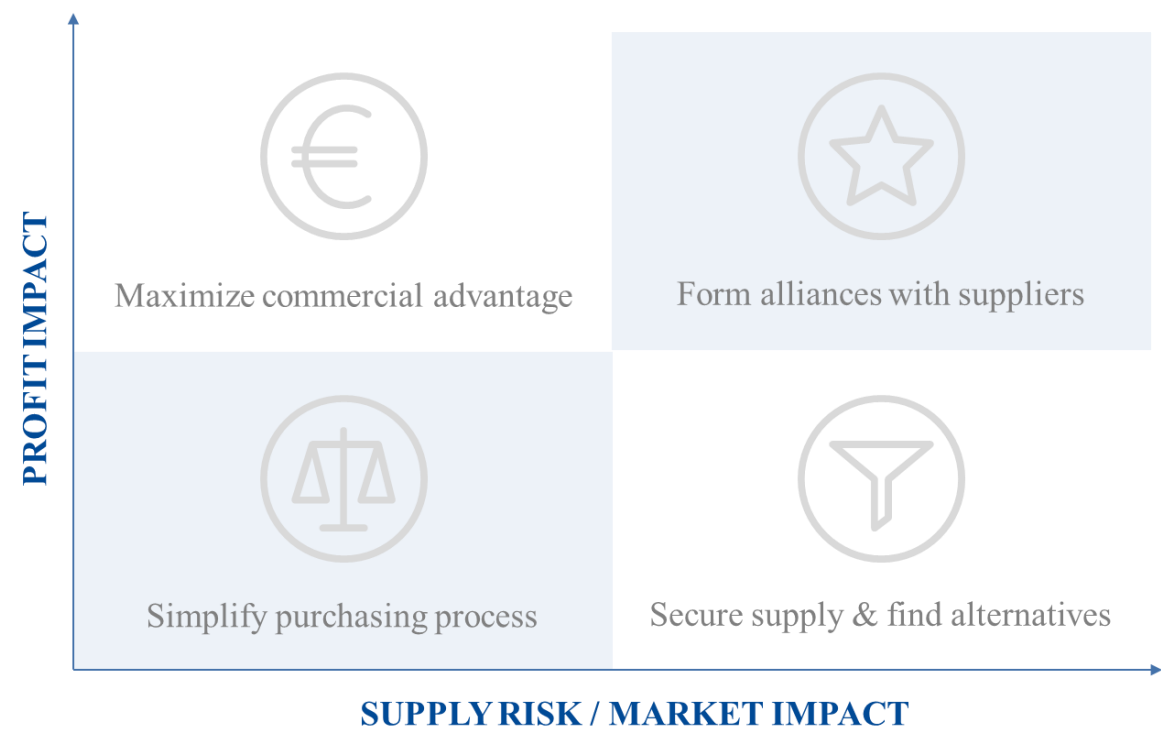 PROFIT IMPACT
Maximize commercial advantage
Form alliances with suppliers
Simplify purchasing process
Secure supply & find alternatives
SUPPLY RISK / MARKET IMPACT